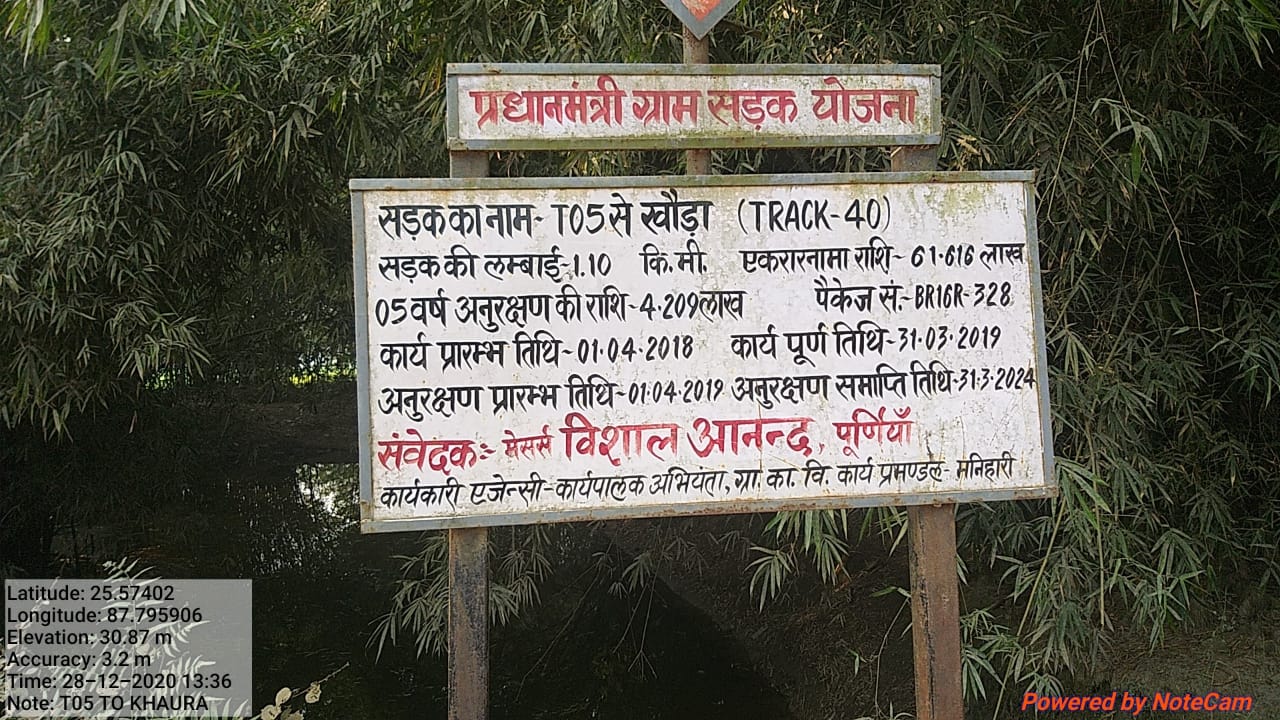 प्रधानमंत्री ग्राम सड़क योजना
सड़क का नाम- T05 से खौड़ा (TRACK-40)
सड़क की लम्बाई-1.10 कि.मी. एकरारनामा राशि- 61.616 लाख
05 वर्ष अनुरक्षण की राशि-4.209 लाख पैकेज सं.- BR16R-328
कार्य प्रारम्भ तिथि-01.04.2018 कार्य पूर्ण तिथि-31.03.2019
अनुरक्षण प्रारम्भ तिथि-01.04.2019 अनुरक्षण समाप्ति तिथि-31.3.2024
संवेदक:- मेसर्स विशाल आनन्द, पूर्णियाँ
कार्यकारी एजेन्सी-कार्यपालक अभियंता, ग्रा. का. वि. कार्य प्रमण्डल- मनिहारी
Latitude: 25.57402
Longitude: 87.795906
Elevation: 30.87 m
Accuracy: 3.2 m
Time: 28-12-2020 13:36
Note: T05 TO KHAURA
Powered by NoteCam